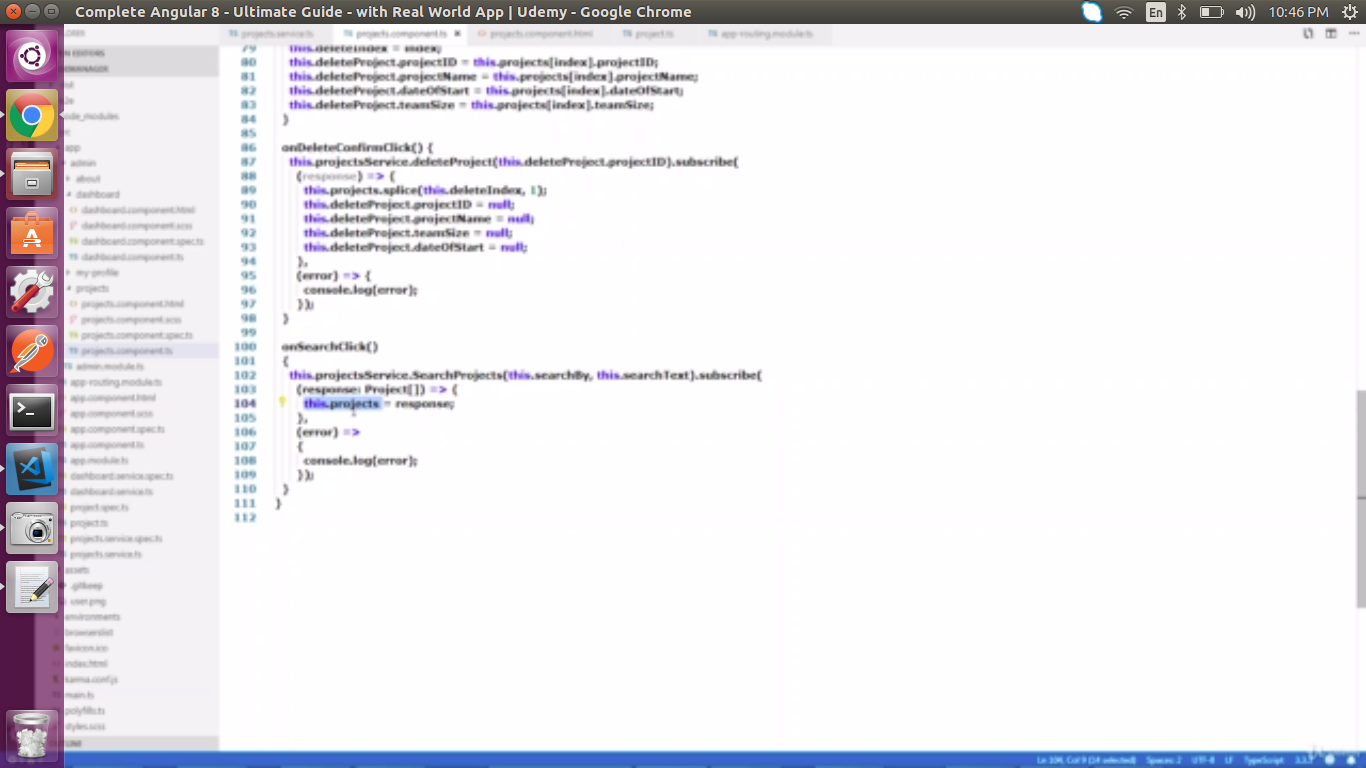 Complete Angular 8 - Ultimate Guide - with Real World App | Udemy - Google Chrome
En
10:46 PM
projects.service.ts
projects.component.ts
projects.component.html
project.ts
app-routing.module.ts
79 this.deleteIndex = index;
80 this.deleteProject.projectID = this.projects[index].projectID;
81 this.deleteProject.projectName = this.projects[index].projectName;
82 this.deleteProject.dateOfStart = this.projects[index].dateOfStart;
83 this.deleteProject.teamSize = this.projects[index].teamSize;
84 }
85
86 onDeleteConfirmClick() {
87 this.projectsService.deleteProject(this.deleteProject.projectID).subscribe(
88 (response) => {
89 this.projects.splice(this.deleteIndex, 1);
90 this.deleteProject.projectID = null;
91 this.deleteProject.projectName = null;
92 this.deleteProject.teamSize = null;
93 this.deleteProject.dateOfStart = null;
94 },
95 (error) => {
96 console.log(error);
97 });
98 }
99
100 onSearchClick()
101 {
102 this.projectsService.SearchProjects(this.searchBy, this.searchText).subscribe(
103 (response: Project[]) => {
104 this.projects = response;
105 },
106 (error) =>
107 {
108 console.log(error);
109 });
110 }
111 }
112
app
admin
about
dashboard
dashboard.component.html
dashboard.component.scss
dashboard.component.spec.ts
dashboard.component.ts
my-profile
projects
projects.component.html
projects.component.scss
projects.component.spec.ts
projects.component.ts
admin.module.ts
app-routing.module.ts
app.component.html
app.component.scss
app.component.spec.ts
app.component.ts
app.module.ts
dashboard.service.spec.ts
dashboard.service.ts
project.spec.ts
project.ts
projects.service.spec.ts
projects.service.ts
assets
.gitkeep
user.png
environments
browserslist
favicon.ico
index.html
karma.conf.js
main.ts
polyfills.ts
styles.scss
Ln 104, Col 9 (14 selected)
Spaces: 2
UTF-8
LF
TypeScript